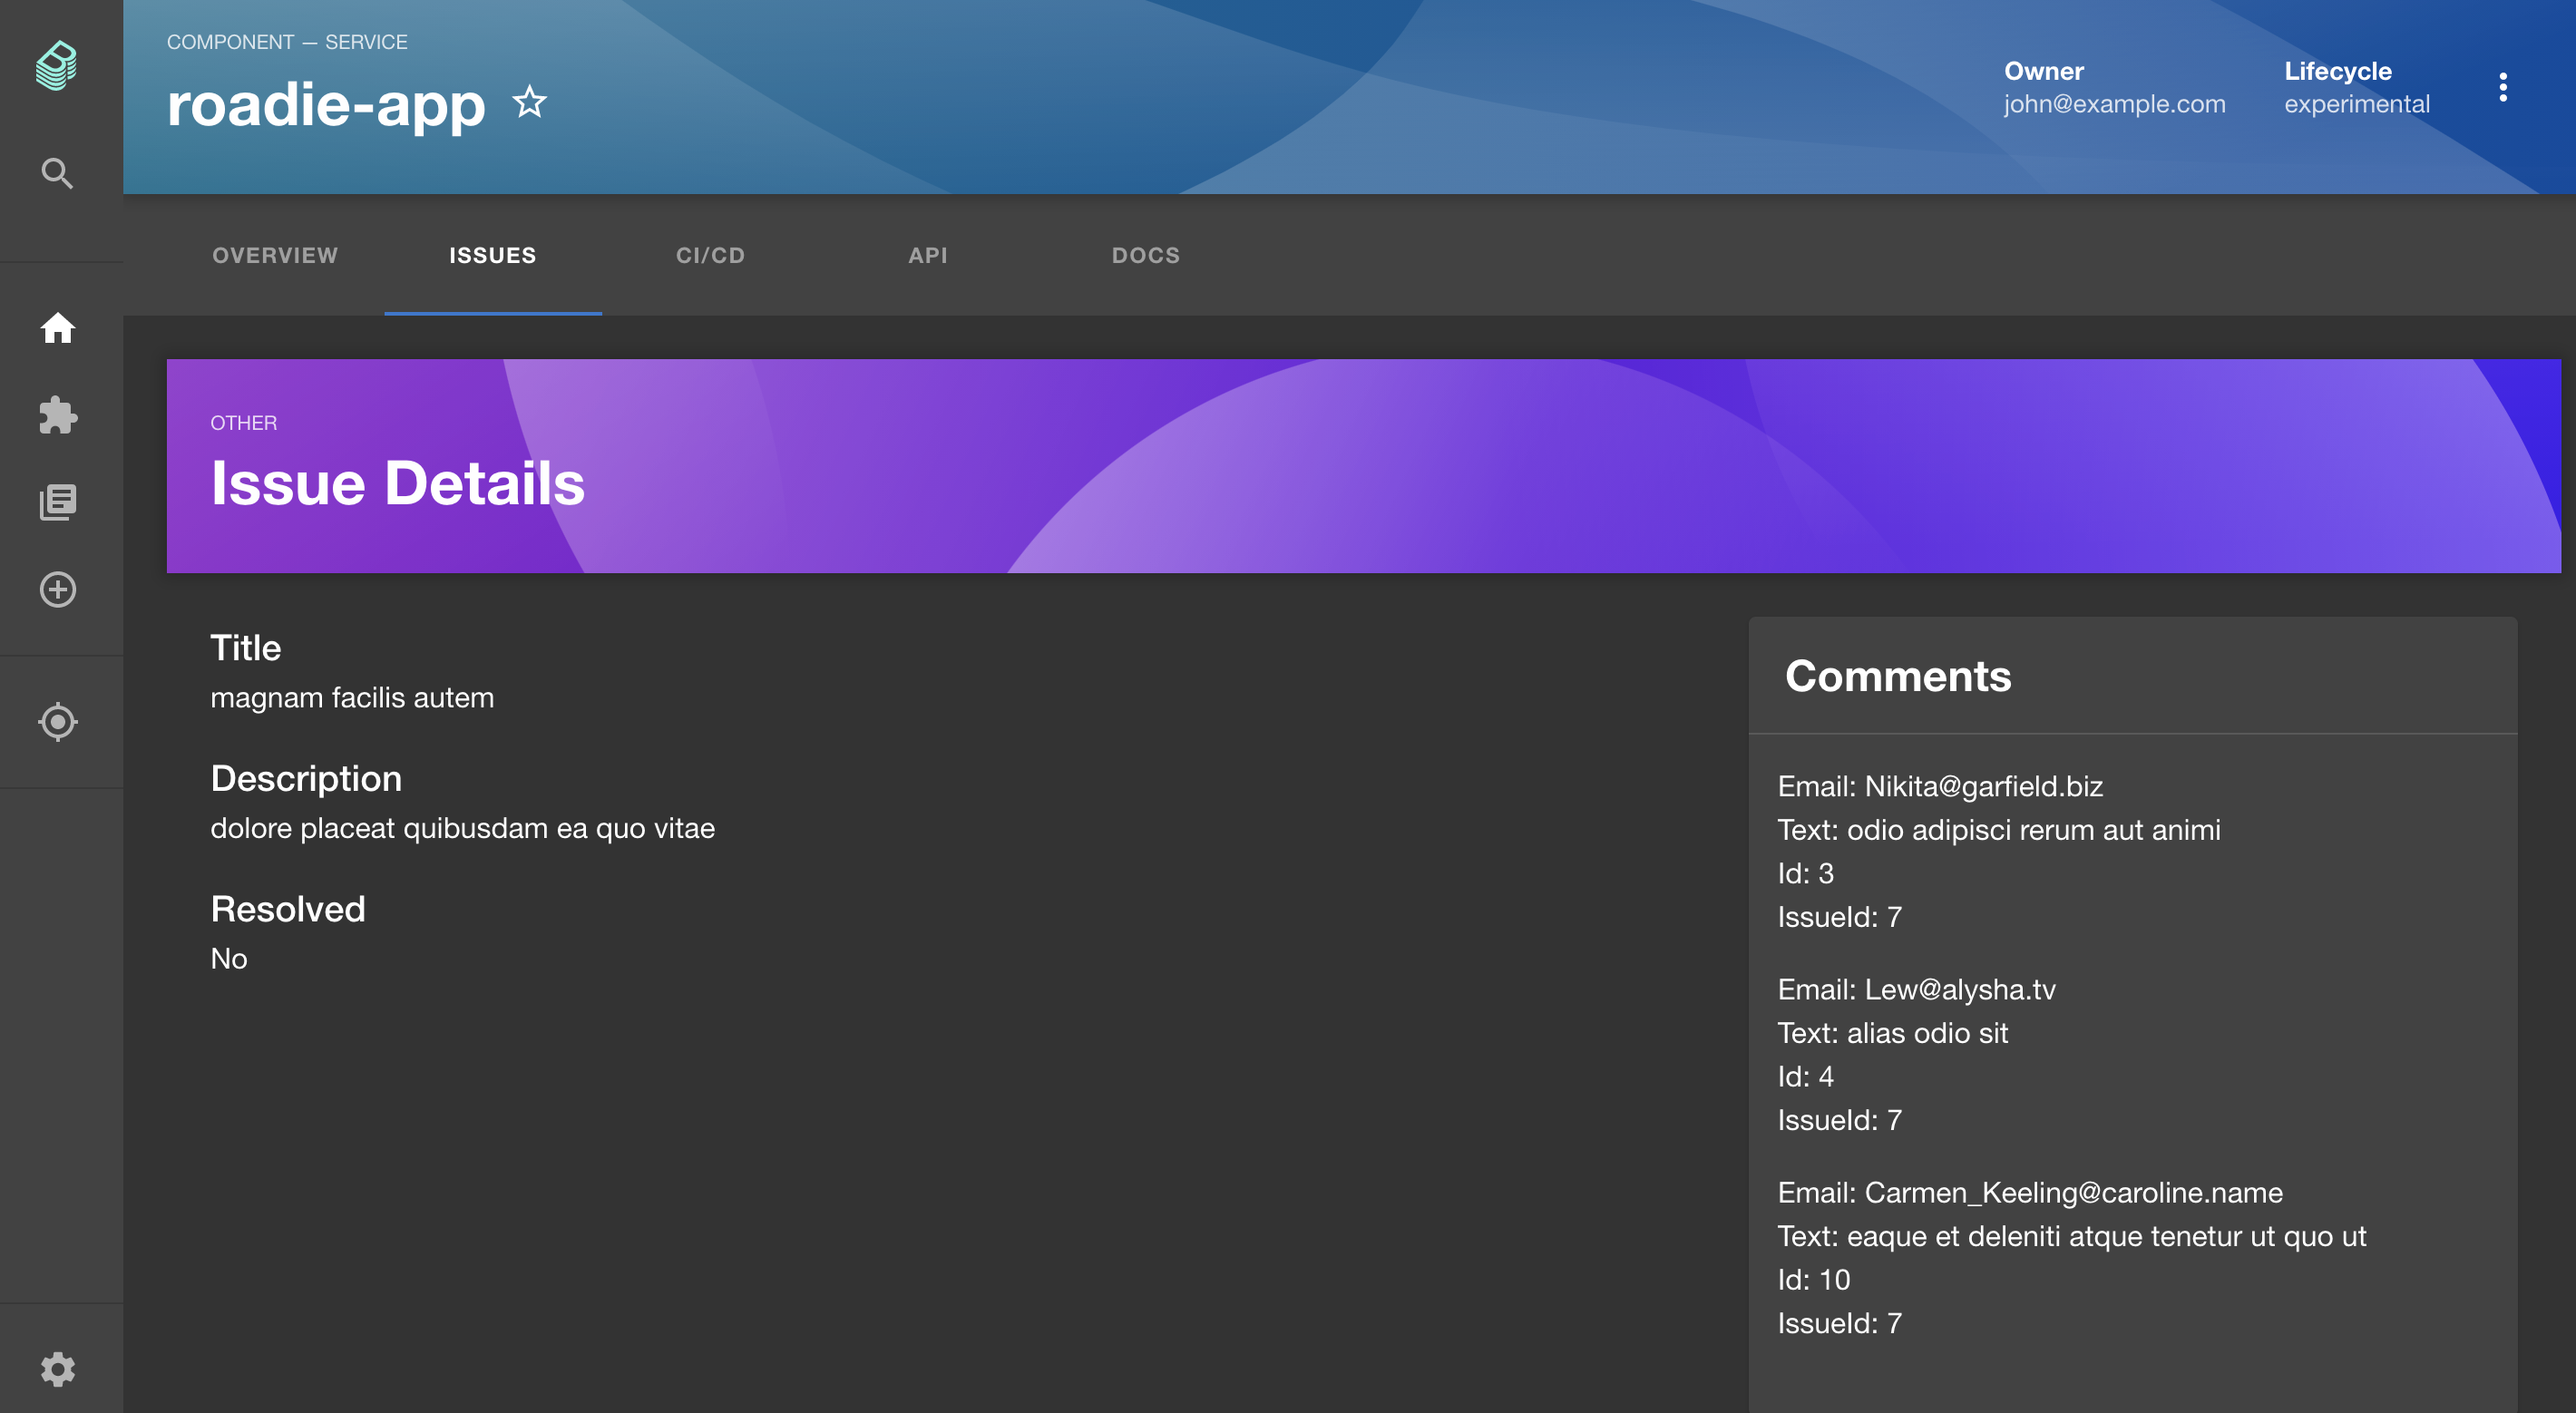 COMPONENT — SERVICE
roadie-app
Owner
john@example.com
Lifecycle
experimental
OVERVIEW
ISSUES
CI/CD
API
DOCS
OTHER
Issue Details
Title
magnam facilis autem
Description
dolore placeat quibusdam ea quo vitae
Resolved
No
Comments
Email: Nikita@garfield.biz
Text: odio adipisci rerum aut animi
Id: 3
IssueId: 7
Email: Lew@alysha.tv
Text: alias odio sit
Id: 4
IssueId: 7
Email: Carmen_Keeling@caroline.name
Text: eaque et deleniti atque tenetur ut quo ut
Id: 10
IssueId: 7